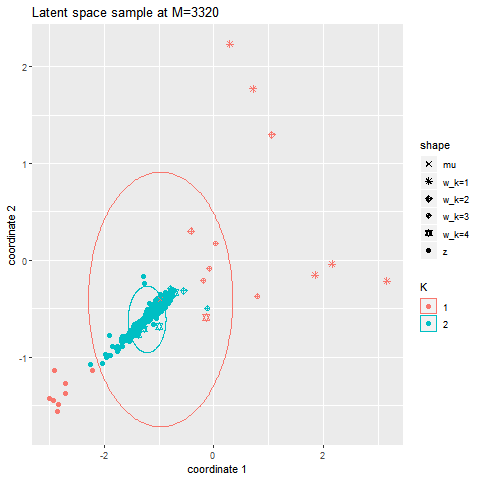 Latent space sample at M=3320
2
1
0
-1
-2
0
2
coordinate 1
coordinate 2
shape
mu
w_k=1
w_k=2
w_k=3
w_k=4
z
K
1
2